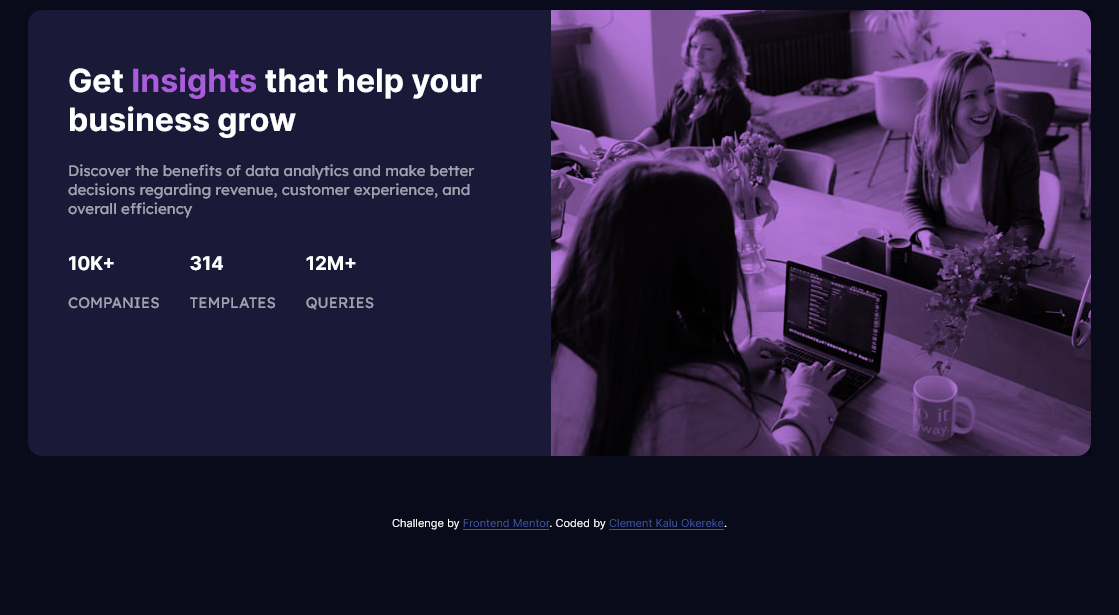 Get Insights that help your
business grow
Discover the benefits of data analytics and make better
decisions regarding revenue, customer experience, and
overall efficiency
10K+ 314 12M+
COMPANIES TEMPLATES QUERIES
Challenge by Frontend Mentor. Coded by Clement Kalu Okereke.